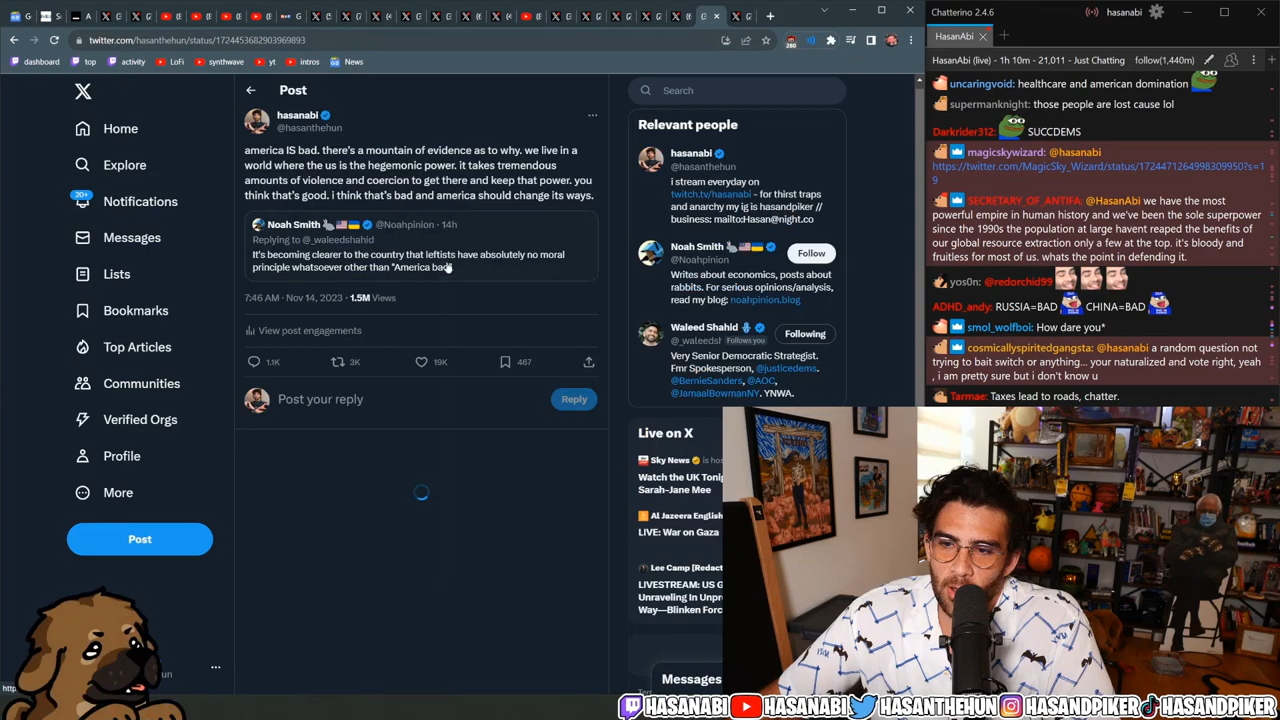 Chatterino 2.4.6
hasanabi
twitter.com/hasanthehun/status/1724453682903969893
280
HasanAbi
dashboard
top
activity
LoFi
synthwave
yt
intros
News
HasanAbi (live) - 1h 10m - 21,011 - Just Chatting
follow(1,440m)
Home
Explore
20+
Notifications
Messages
Lists
Bookmarks
Top Articles
Communities
Verified Orgs
Profile
More
Post
Post
hasanabi
@hasanthehun
america IS bad. there's a mountain of evidence as to why. we live in a
world where the us is the hegemonic power. it takes tremendous
amounts of violence and coercion to get there and keep that power. you
think that's good. i think that's bad and america should change its ways.
Noah Smith
@Noahpinion · 14h
Replying to @_waleedshahid
It's becoming clearer to the country that leftists have absolutely no moral
principle whatsoever other than "America bad
7:46 AM · Nov 14, 2023 · 1.5M Views
View post engagements
1.1K
3K
19K
467
Post your reply
Reply
Search
Relevant people
hasanabi
@hasanthehun
i stream everyday on
twitch.tv/hasanabi - for thirst traps
and anarchy my ig is hasandpiker //
business: mailtoHasan@night.co
Noah Smith
@Noahpinion
Follow
Writes about economics, posts about
rabbits. For serious opinions/analysis,
read my blog: noahpinion.blog
Waleed Shahid
@_waleedsh
Follows you
Following
Very Senior Democratic Strategist.
Fmr Spokesperson, @justicedems.
@BernieSanders, @AOC,
@JamaalBowmanNY. YNWA.
Live on X
Sky News
is hos
Watch the UK Tonig
Sarah-Jane Mee
Al Jazeera English
LIVE: War on Gaza
Lee Camp [Redact
LIVESTREAM: US G
Unraveling In Unpre
Way—Blinken Forc
Messages
uncaringvoid: healthcare and american domination
supermanknight: those people are lost cause lol
Darkrider312:
SUCCDEMS
magicskywizard: @hasanabi
https://twitter.com/MagicSky_Wizard/status/1724471264998309950?s=1
9
SECRETARY_OF_ANTIFA: @HasanAbi we have the most
powerful empire in human history and we've been the sole superpower
since the 1990s the population at large havent reaped the benefits of
our global resource extraction only a few at the top. it's bloody and
fruitless for most of us. whats the point in defending it.
yos0n: @redorchid99
ADHD_andy: RUSSIA=BAD
CHINA=BAD
smol_wolfboi: How dare you*
cosmicallyspiritedgangsta: @hasanabi a random question not
trying to bait switch or anything... your naturalized and vote right, yeah
, i am pretty sure but i don't know u
Tarmae: Taxes lead to roads, chatter.
HASANABI
HASANABI
HASANTHEHUN
HASANDPIKER
HASANDPIKER